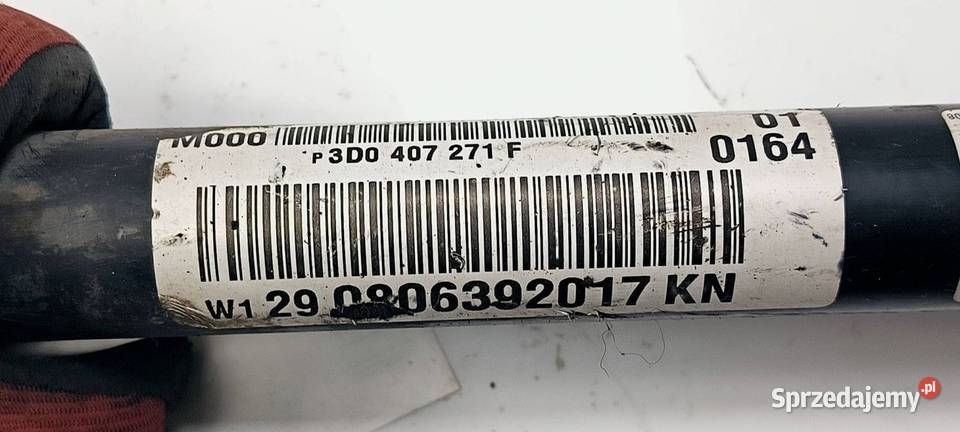 M000
01
P 3D0 407 271 F
0164
W1 29 0806392017 KN
Sprzedajemy.pl